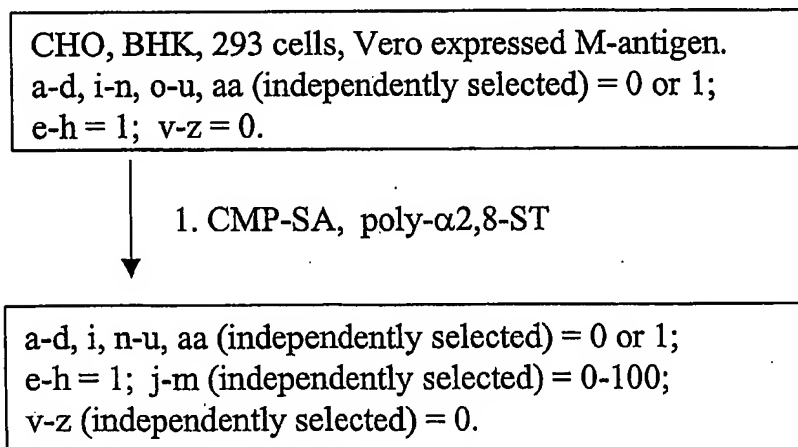 CHO, BHK, 293 cells, Vero expressed M-antigen.
a-d, i-n, o-u, aa (independently selected) = 0 or 1;
e-h = 1; v-z = 0.
1. CMP-SA, poly-α2,8-ST
a-d, i, n-u, aa (independently selected) = 0 or 1;
e-h = 1; j-m (independently selected) = 0-100;
v-z (independently selected) = 0.